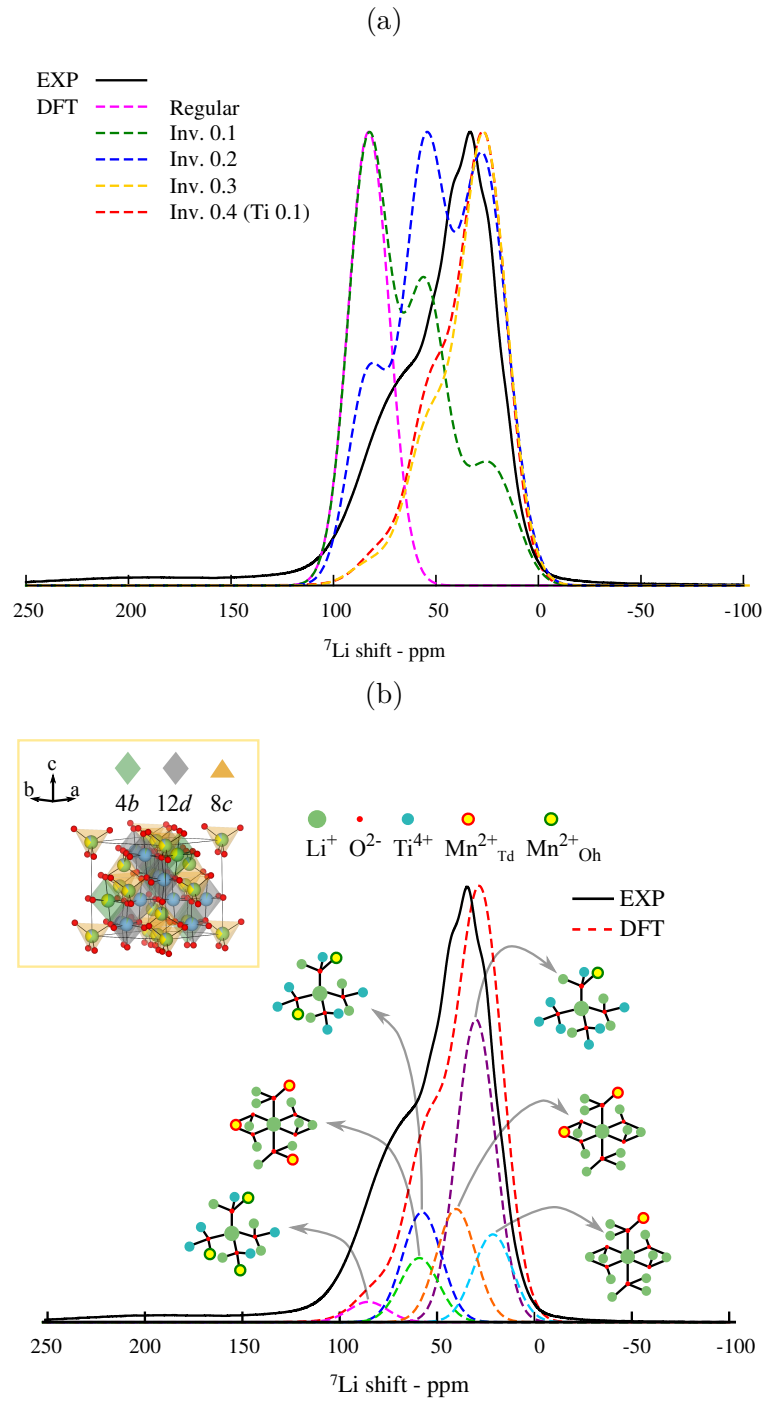 (a)
EXP
DFT Regular
Inv. 0.1
Inv. 0.2
Inv. 0.3
Inv. 0.4 (Ti 0.1)
250 200 150 100 50 0 -50 -100
⁷Li shift - ppm
(b)
c
b a
4b 12d 8c
Li⁺ O²⁻ Ti⁴⁺ Mn²⁺Td Mn²⁺Oh
EXP
DFT
250 200 150 100 50 0 -50 -100
⁷Li shift - ppm